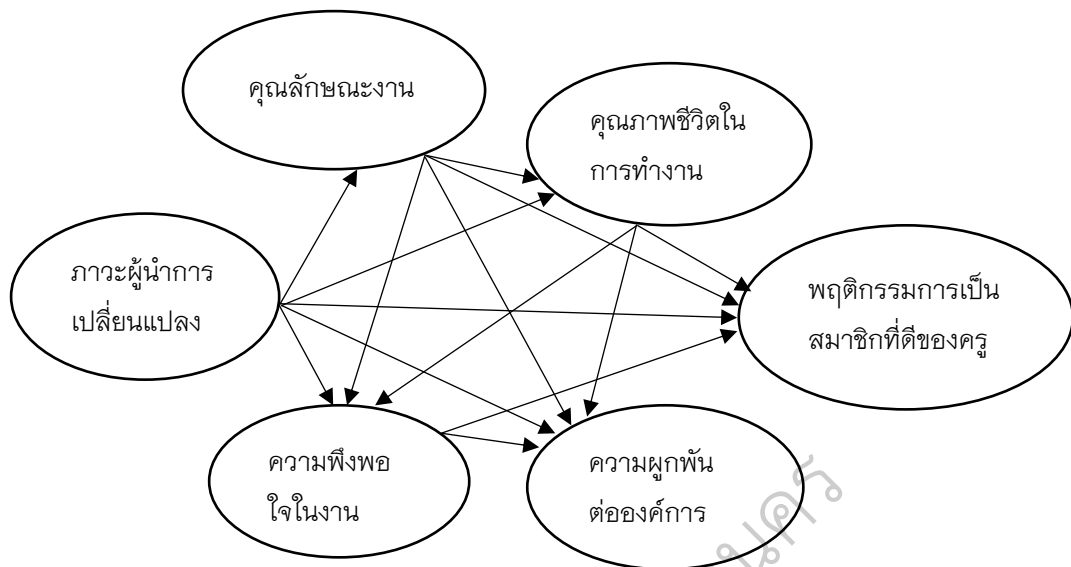 คุณลักษณะงาน
คุณภาพชีวิตใน
การทำงาน
ภาวะผู้นำการ
เปลี่ยนแปลง
พฤติกรรมการเป็น
สมาชิกที่ดีของครู
ความพึงพอ
ใจในงาน
ความผูกพัน
ต่อองค์การ